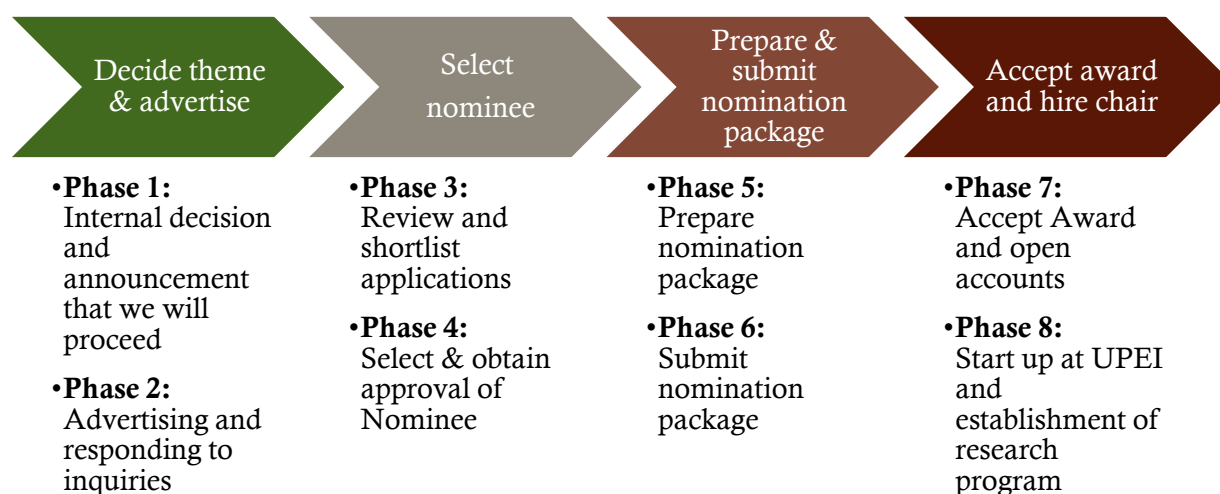 Decide theme
& advertise
Select
nominee
Prepare &
submit
nomination
package
Accept award
and hire chair
•Phase 1:
Internal decision
and
announcement
that we will
proceed
•Phase 2:
Advertising and
responding to
inquiries
•Phase 3:
Review and
shortlist
applications
•Phase 4:
Select & obtain
approval of
Nominee
•Phase 5:
Prepare
nomination
package
•Phase 6:
Submit
nomination
package
•Phase 7:
Accept Award
and open
accounts
•Phase 8:
Start up at UPEI
and
establishment of
research
program